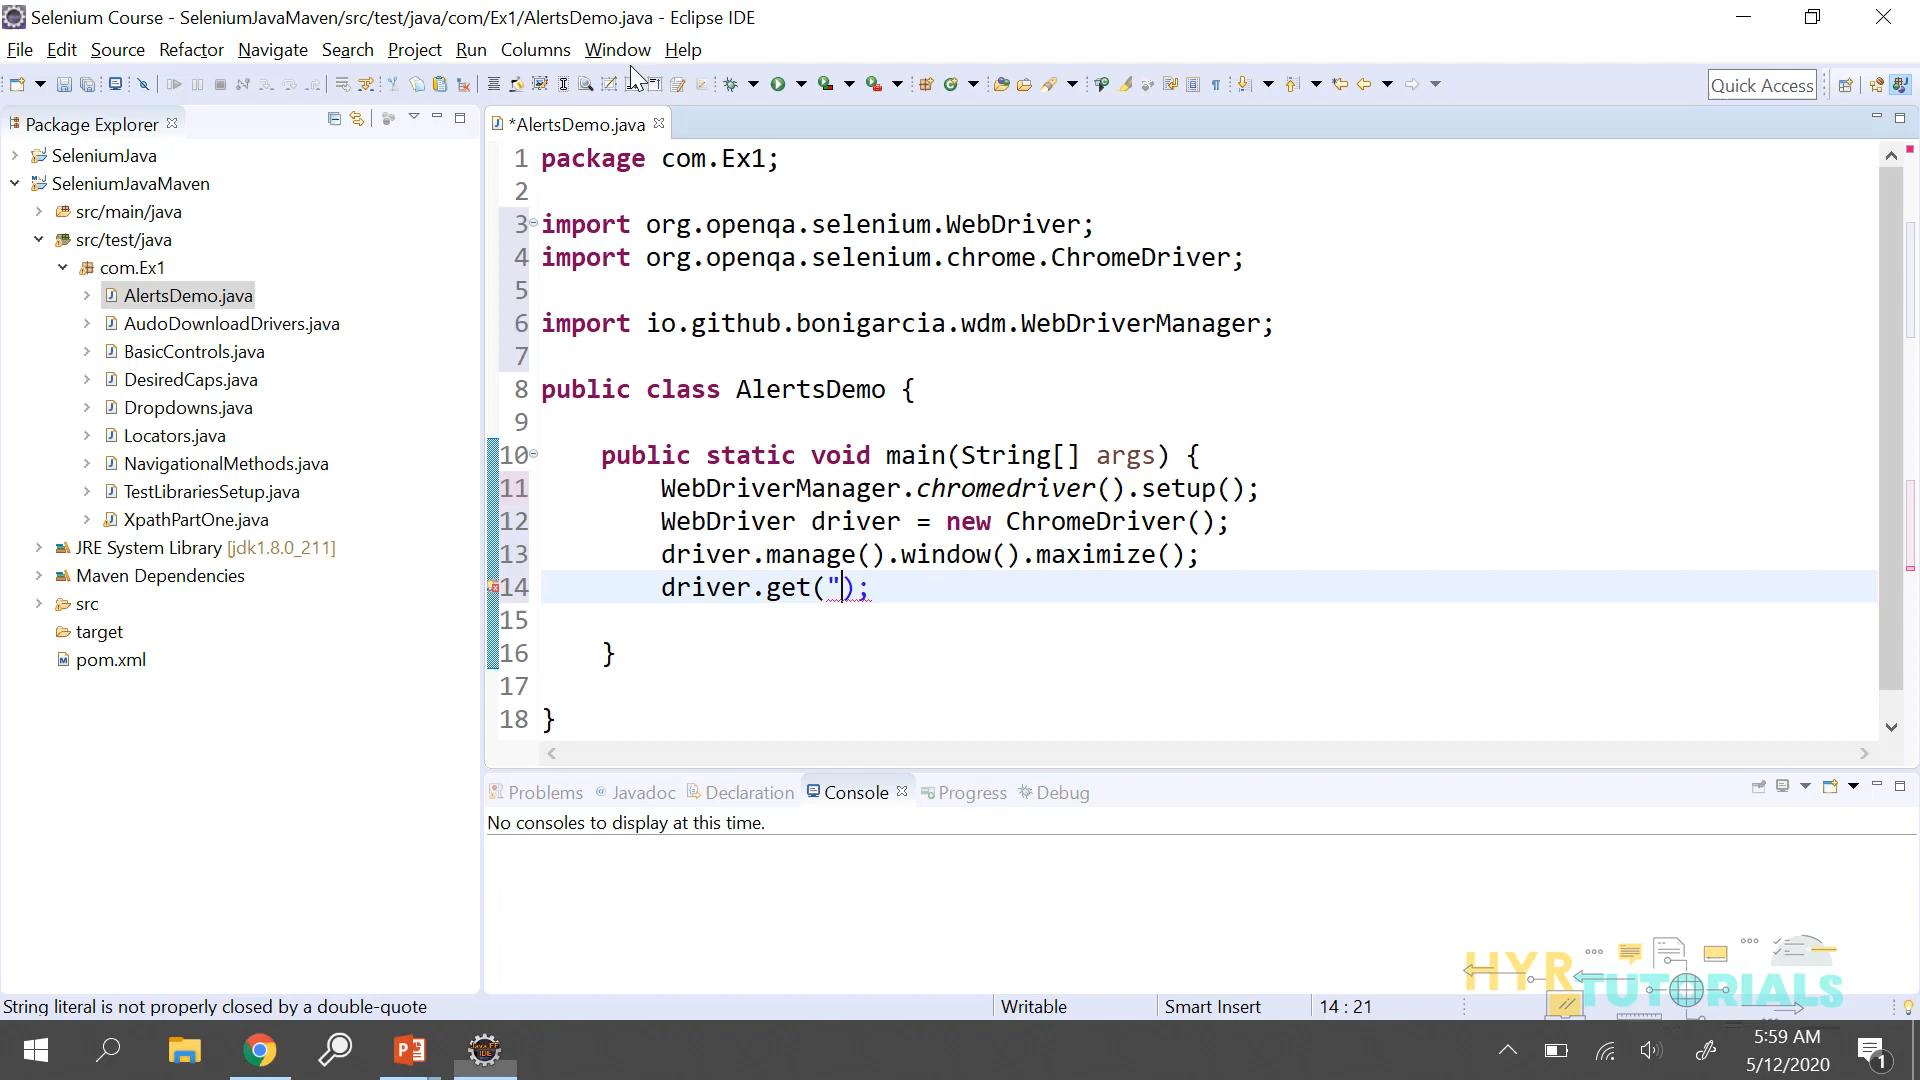 Selenium Course - SeleniumJavaMaven/src/test/java/com/Ex1/AlertsDemo.java - Eclipse IDE
File Edit Source Refactor Navigate Search Project Run Columns Window Help
Quick Access
Package Explorer
SeleniumJava
SeleniumJavaMaven
src/main/java
src/test/java
com.Ex1
AlertsDemo.java
AudoDownloadDrivers.java
BasicControls.java
DesiredCaps.java
Dropdowns.java
Locators.java
NavigationalMethods.java
TestLibrariesSetup.java
XpathPartOne.java
JRE System Library [jdk1.8.0_211]
Maven Dependencies
src
target
pom.xml
*AlertsDemo.java
1 package com.Ex1;
2
3 import org.openqa.selenium.WebDriver;
4 import org.openqa.selenium.chrome.ChromeDriver;
5
6 import io.github.bonigarcia.wdm.WebDriverManager;
7
8 public class AlertsDemo {
9
10 public static void main(String[] args) {
11 WebDriverManager.chromedriver().setup();
12 WebDriver driver = new ChromeDriver();
13 driver.manage().window().maximize();
14 driver.get(");
15
16 }
17
18 }
Problems Javadoc Declaration Console Progress Debug
No consoles to display at this time.
HYR TUTORIALS
String literal is not properly closed by a double-quote
Writable
Smart Insert
14 : 21
5:59 AM
5/12/2020
1